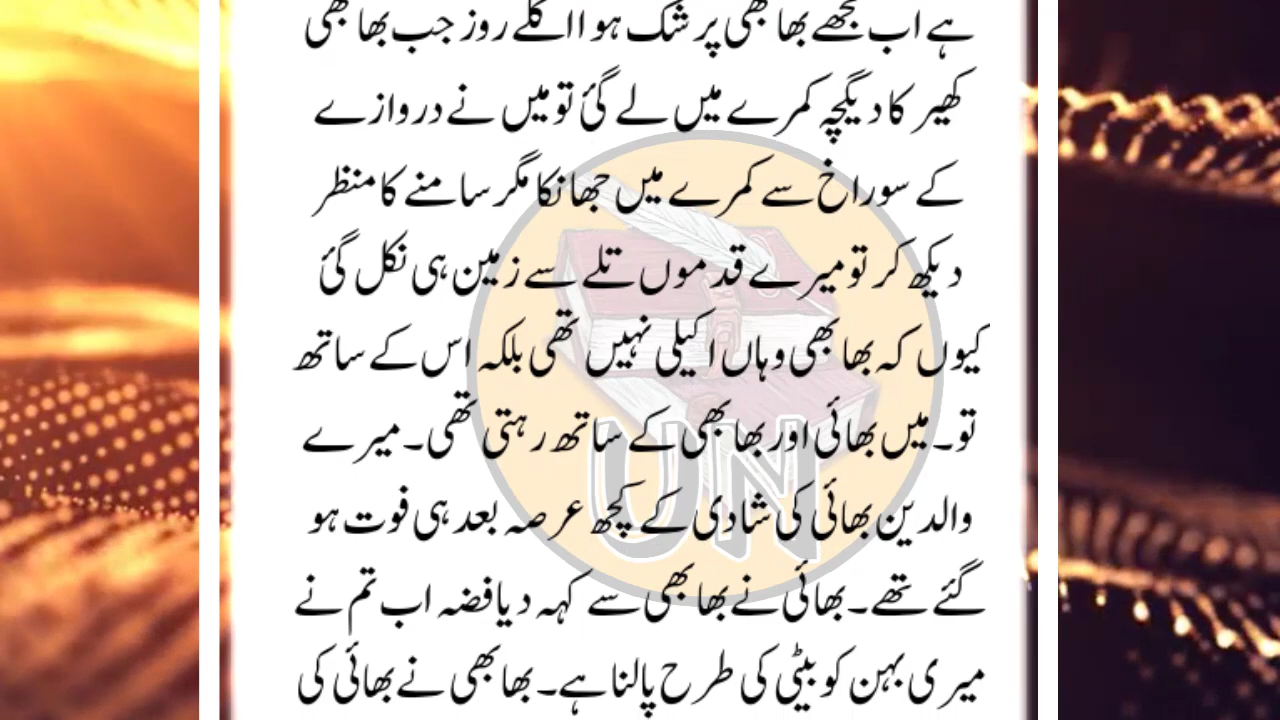 ہے اب مجھے بھابھی پر شک ہوا اگلے روز جب بھابھی
کھیر کا دیگچہ کمرے میں لے گئ تو میں نے دروازے
کے سوراخ سے کمرے میں جھانکا مگر سامنے کا منظر
دیکھ کر تو میرے قدموں تلے سے زمین ہی نکل گئ
کیوں کہ بھابھی وہاں اکیلی نہیں تھی بلکہ اس کے ساتھ
تو۔ میں بھائی اور بھابھی کے ساتھ رہتی تھی۔ میرے
والدین بھائی کی شادی کے کچھ عرصہ بعد ہی فوت ہو
گئے تھے۔ بھائی نے بھابھی سے کہہ دیا فضہ اب تم نے
میری بہن کو بیٹی کی طرح پالنا ہے۔ بھابھی نے بھائی کی
UN